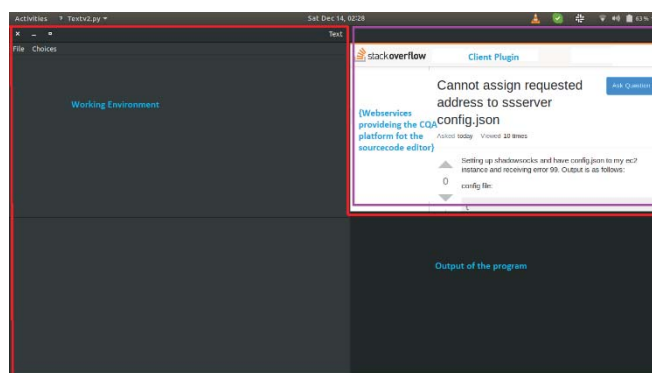 Activities ? Textv2.py ▾ Sat Dec 14, 02:28 63%
Text
File Choices
stackoverflow Client Plugin
Working Environment
{Webservices
provideing the CQA
platform fot the
sourcecode editor}
Cannot assign requested
address to ssserver
config.json
Ask Question
Asked today Viewed 10 times
Setting up shadowsocks and have config.json to my ec2
instance and receiving error 99. Output is as follows:
0
config file:
{
Output of the program